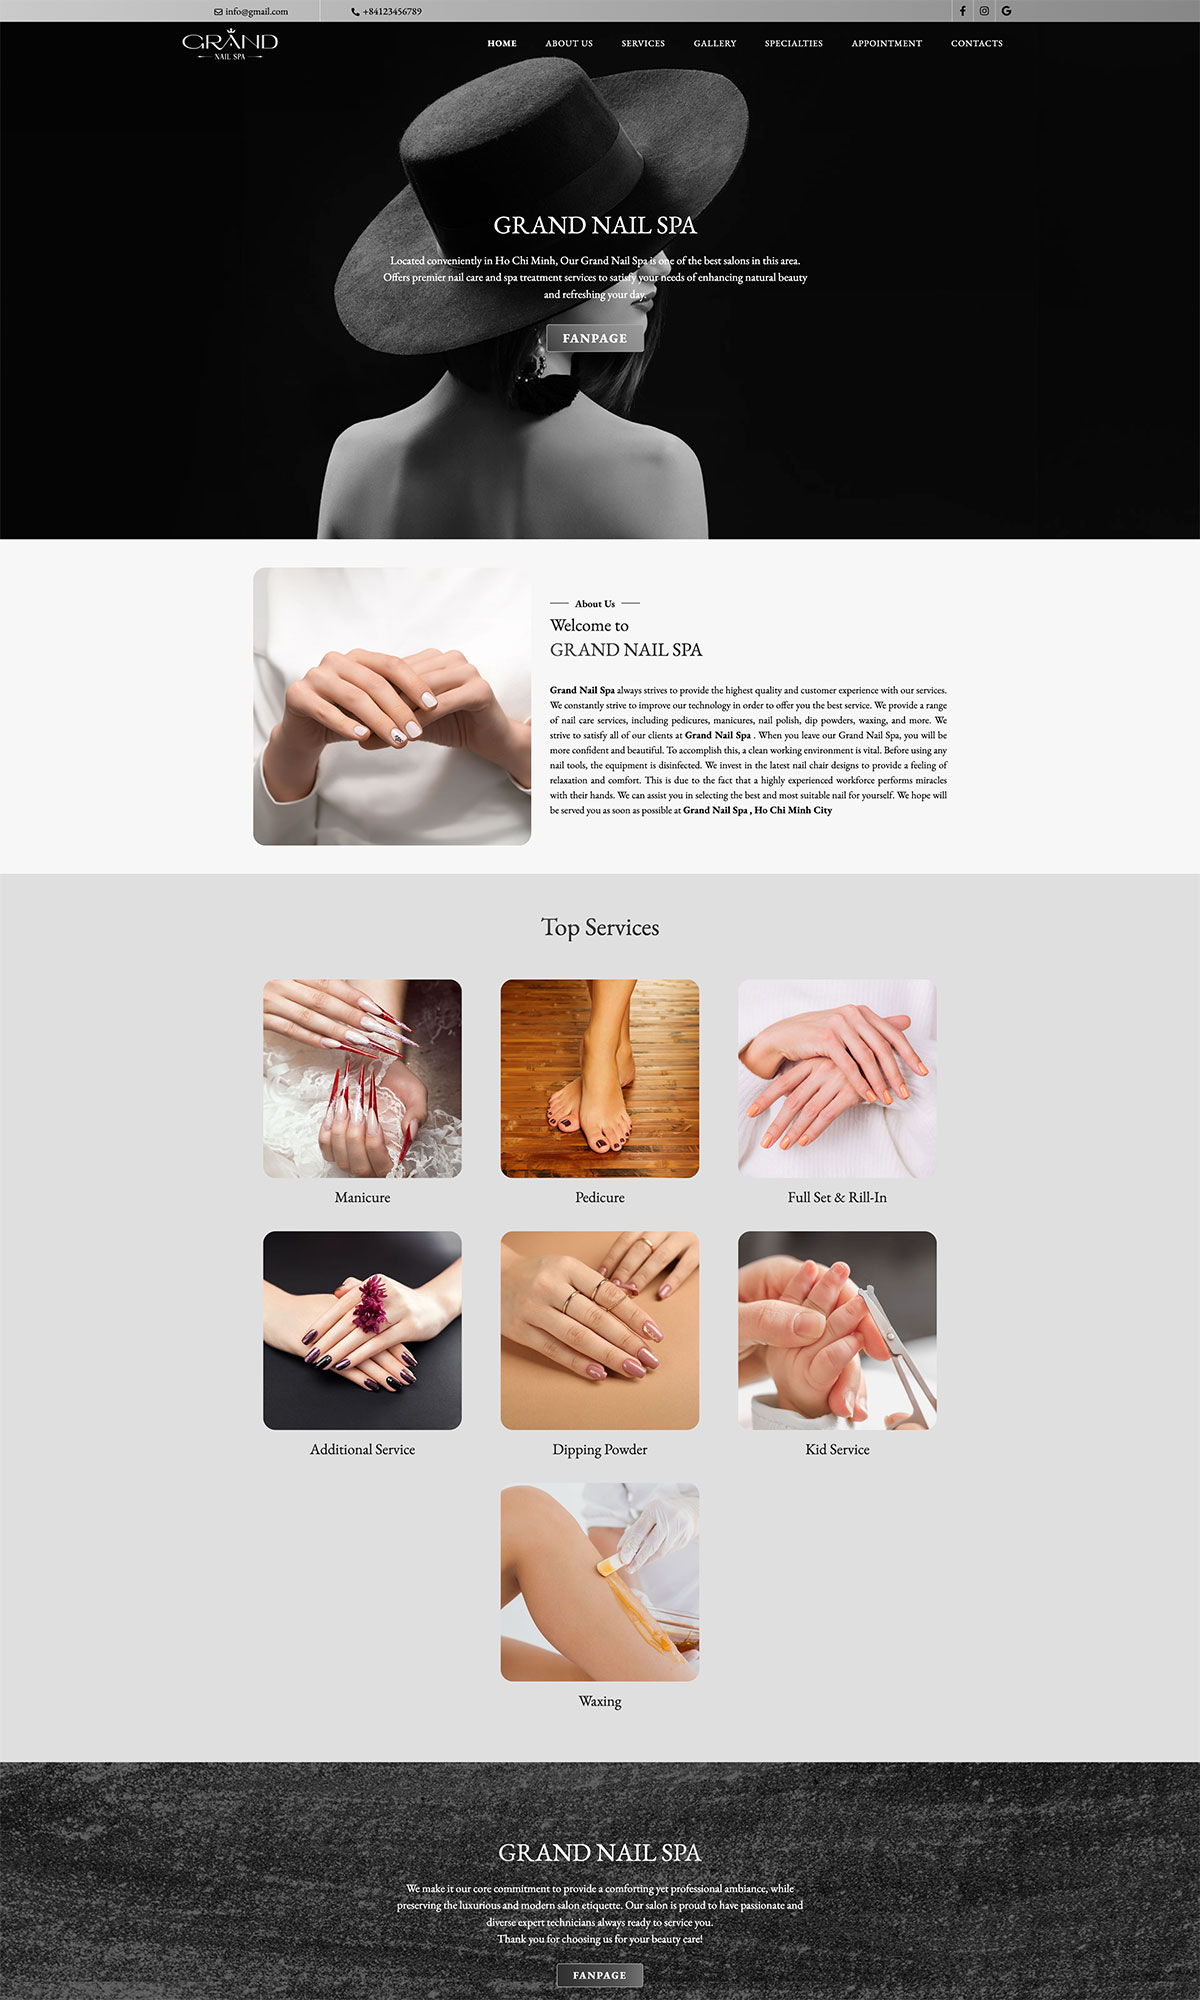 info@gmail.com
+84123456789
GRAND
NAIL SPA
HOME ABOUT US SERVICES GALLERY SPECIALTIES APPOINTMENT CONTACTS
GRAND NAIL SPA
Located conveniently in Ho Chi Minh, Our Grand Nail Spa is one of the best salons in this area.
Offers premier nail care and spa treatment services to satisfy your needs of enhancing natural beauty
and refreshing your day.
FANPAGE
About Us
Welcome to
GRAND NAIL SPA
Grand Nail Spa always strives to provide the highest quality and customer experience with our services.
We constantly strive to improve our technology in order to offer you the best service. We provide a range
of nail care services, including pedicures, manicures, nail polish, dip powders, waxing, and more. We
strive to satisfy all of our clients at Grand Nail Spa . When you leave our Grand Nail Spa, you will be
more confident and beautiful. To accomplish this, a clean working environment is vital. Before using any
nail tools, the equipment is disinfected. We invest in the latest nail chair designs to provide a feeling of
relaxation and comfort. This is due to the fact that a highly experienced workforce performs miracles
with their hands. We can assist you in selecting the best and most suitable nail for yourself. We hope will
be served you as soon as possible at Grand Nail Spa , Ho Chi Minh City
Top Services
Manicure
Pedicure
Full Set & Rill-In
Additional Service
Dipping Powder
Kid Service
Waxing
GRAND NAIL SPA
We make it our core commitment to provide a comforting yet professional ambiance, while
preserving the luxurious and modern salon etiquette. Our salon is proud to have passionate and
diverse expert technicians always ready to service you.
Thank you for choosing us for your beauty care!
FANPAGE